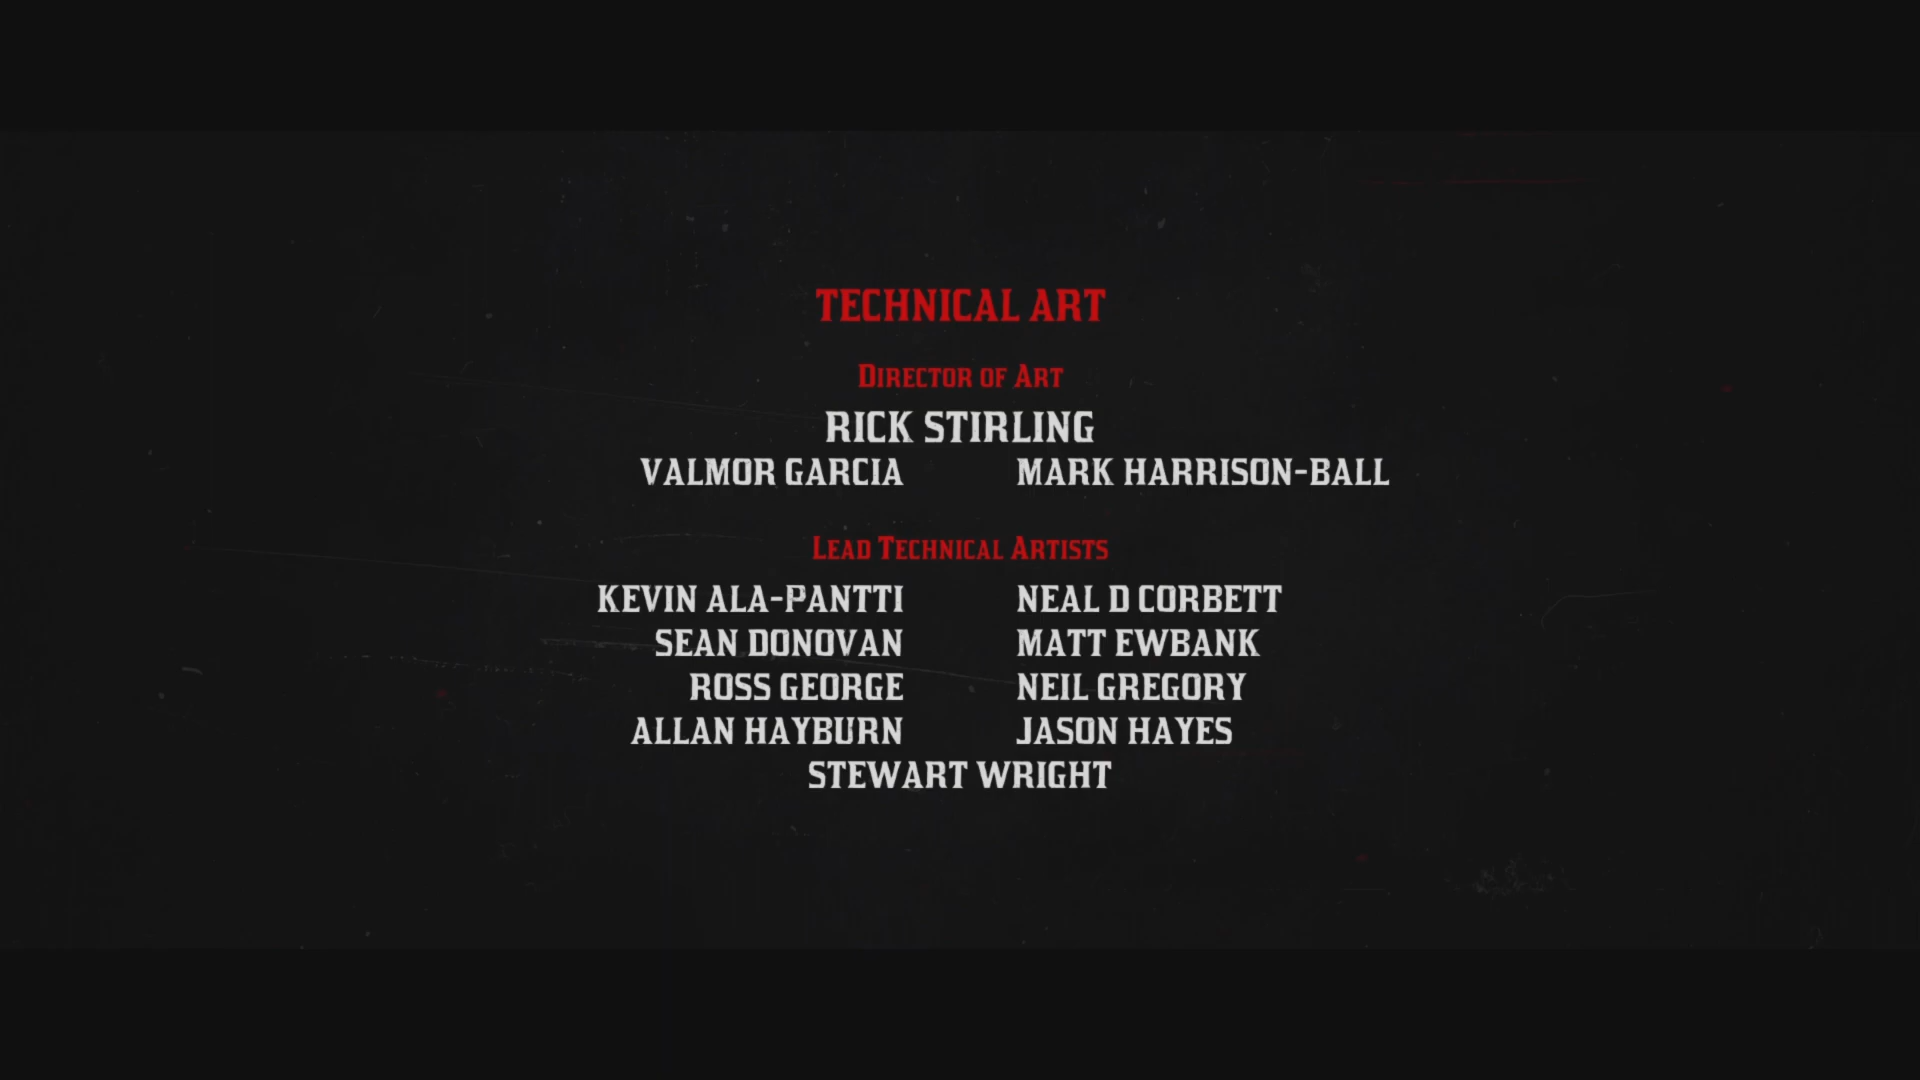 TECHNICAL ART
DIRECTOR OF ART
RICK STIRLING
VALMOR GARCIA MARK HARRISON-BALL
LEAD TECHNICAL ARTISTS
KEVIN ALA-PANTTI NEAL D CORBETT
SEAN DONOVAN MATT EWBANK
ROSS GEORGE NEIL GREGORY
ALLAN HAYBURN JASON HAYES
STEWART WRIGHT